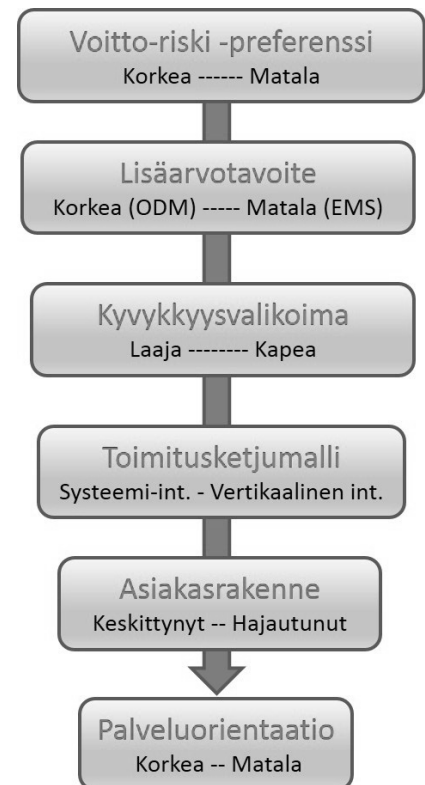 Voitto-riski -preferenssi
Korkea ------ Matala
Lisäarvotavoite
Korkea (ODM) ----- Matala (EMS)
Kyvykkyysvalikoima
Laaja -------- Kapea
Toimitusketjumalli
Systeemi-int. - Vertikaalinen int.
Asiakasrakenne
Keskittynyt -- Hajautunut
Palveluorientaatio
Korkea -- Matala